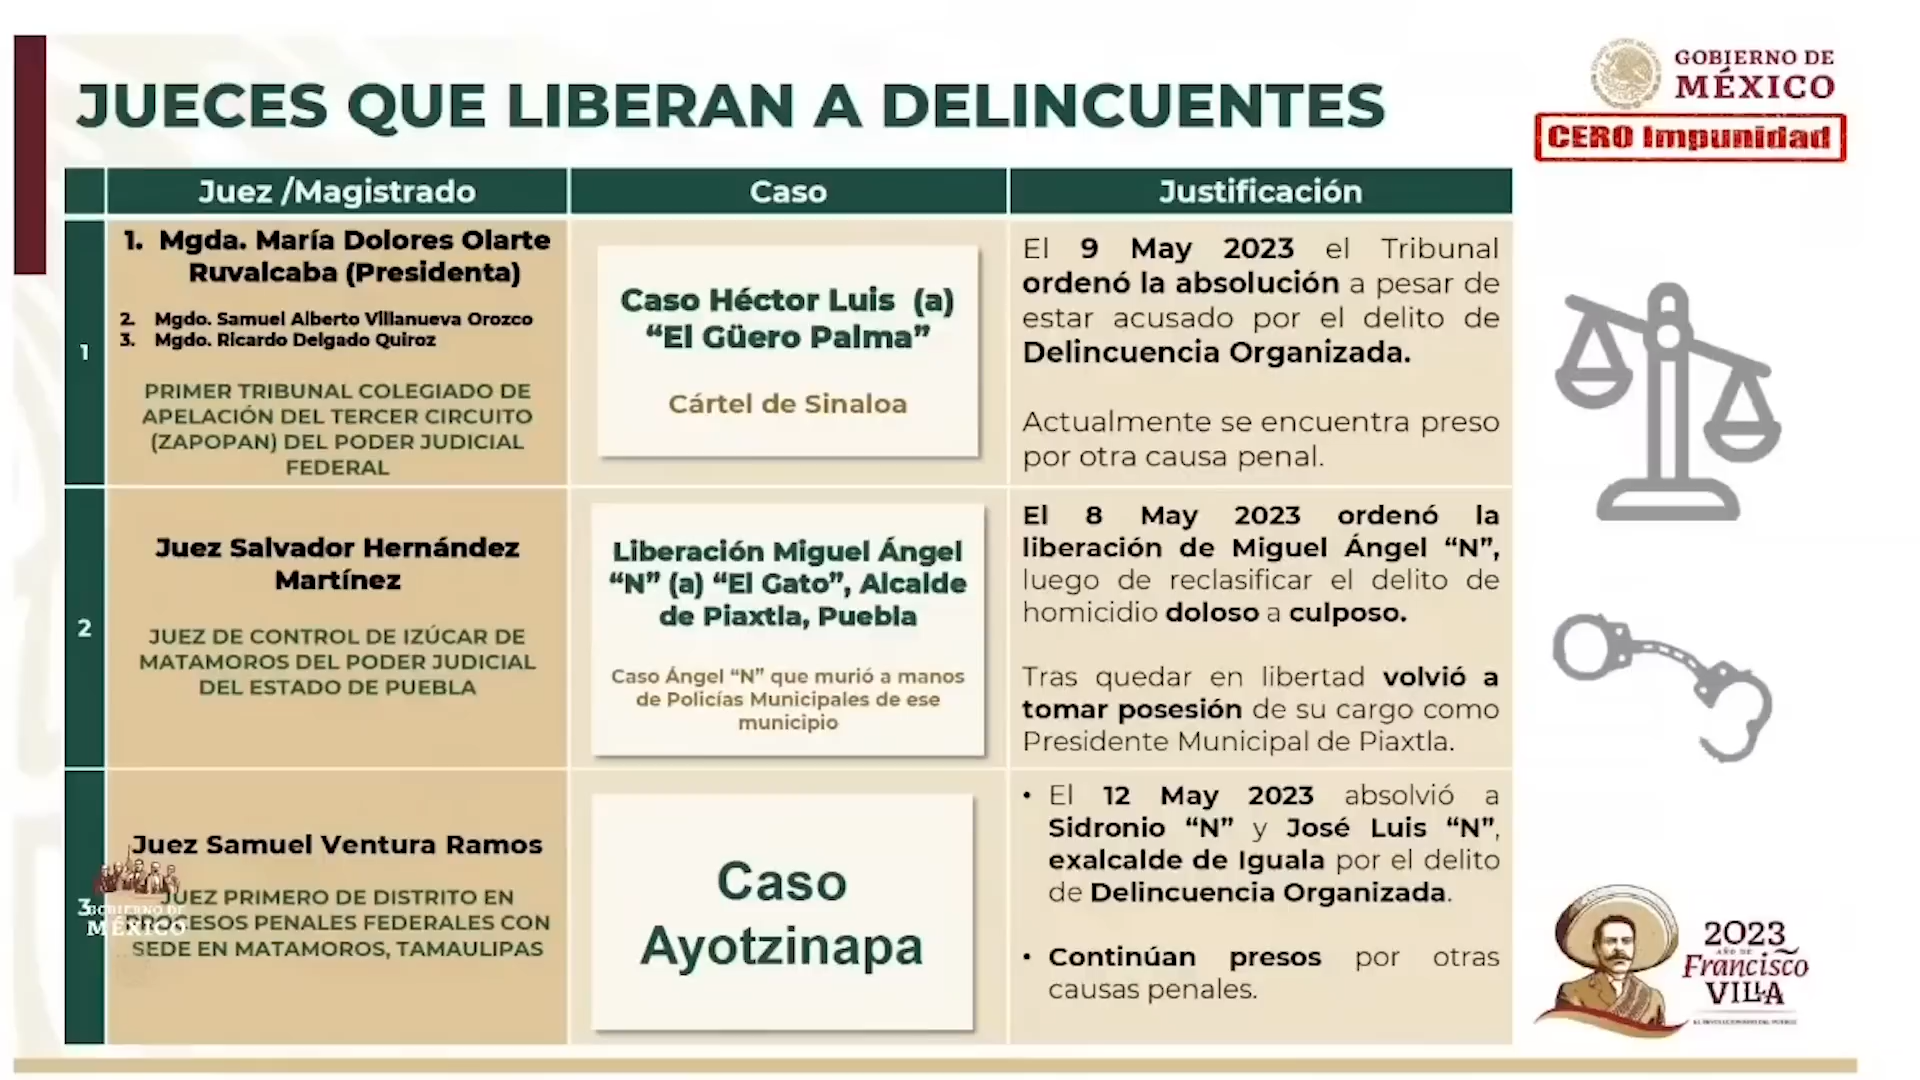 JUECES QUE LIBERAN A DELINCUENTES
GOBIERNO DE
MÉXICO
CERO Impunidad
Juez /Magistrado
Caso
Justificación
1
1. Mgda. María Dolores Olarte
Ruvalcaba (Presidenta)
2. Mgdo. Samuel Alberto Villanueva Orozco
3. Mgdo. Ricardo Delgado Quiroz
PRIMER TRIBUNAL COLEGIADO DE
APELACIÓN DEL TERCER CIRCUITO
(ZAPOPAN) DEL PODER JUDICIAL
FEDERAL
Caso Héctor Luis (a)
“El Güero Palma”
Cártel de Sinaloa
El 9 May 2023 el Tribunal
ordenó la absolución a pesar de
estar acusado por el delito de
Delincuencia Organizada.
Actualmente se encuentra preso
por otra causa penal.
2
Juez Salvador Hernández
Martínez
JUEZ DE CONTROL DE IZÚCAR DE
MATAMOROS DEL PODER JUDICIAL
DEL ESTADO DE PUEBLA
Liberación Miguel Ángel
“N” (a) “El Gato”, Alcalde
de Piaxtla, Puebla
Caso Ángel “N” que murió a manos
de Policías Municipales de ese
municipio
El 8 May 2023 ordenó la
liberación de Miguel Ángel “N”,
luego de reclasificar el delito de
homicidio doloso a culposo.
Tras quedar en libertad volvió a
tomar posesión de su cargo como
Presidente Municipal de Piaxtla.
3
Juez Samuel Ventura Ramos
JUEZ PRIMERO DE DISTRITO EN
PROCESOS PENALES FEDERALES CON
SEDE EN MATAMOROS, TAMAULIPAS
GOBIERNO DE
MÉXICO
Caso
Ayotzinapa
• El 12 May 2023 absolvió a
Sidronio “N” y José Luis “N”,
exalcalde de Iguala por el delito
de Delincuencia Organizada.
• Continúan presos por otras
causas penales.
2023
AÑO DE
Francisco
VILLA
EL REVOLUCIONARIO DEL PUEBLO